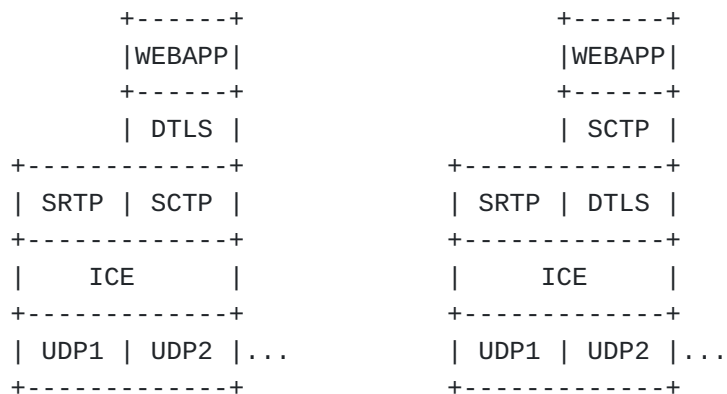 +------+                    +------+
       |WEBAPP|                    |WEBAPP|
       +------+                    +------+
       | DTLS |                    | SCTP |
+-------------+             +-------------+
| SRTP | SCTP |             | SRTP | DTLS |
+-------------+             +-------------+
|     ICE     |             |     ICE     |
+-------------+             +-------------+
| UDP1 | UDP2 |...          | UDP1 | UDP2 |...
+-------------+             +-------------+